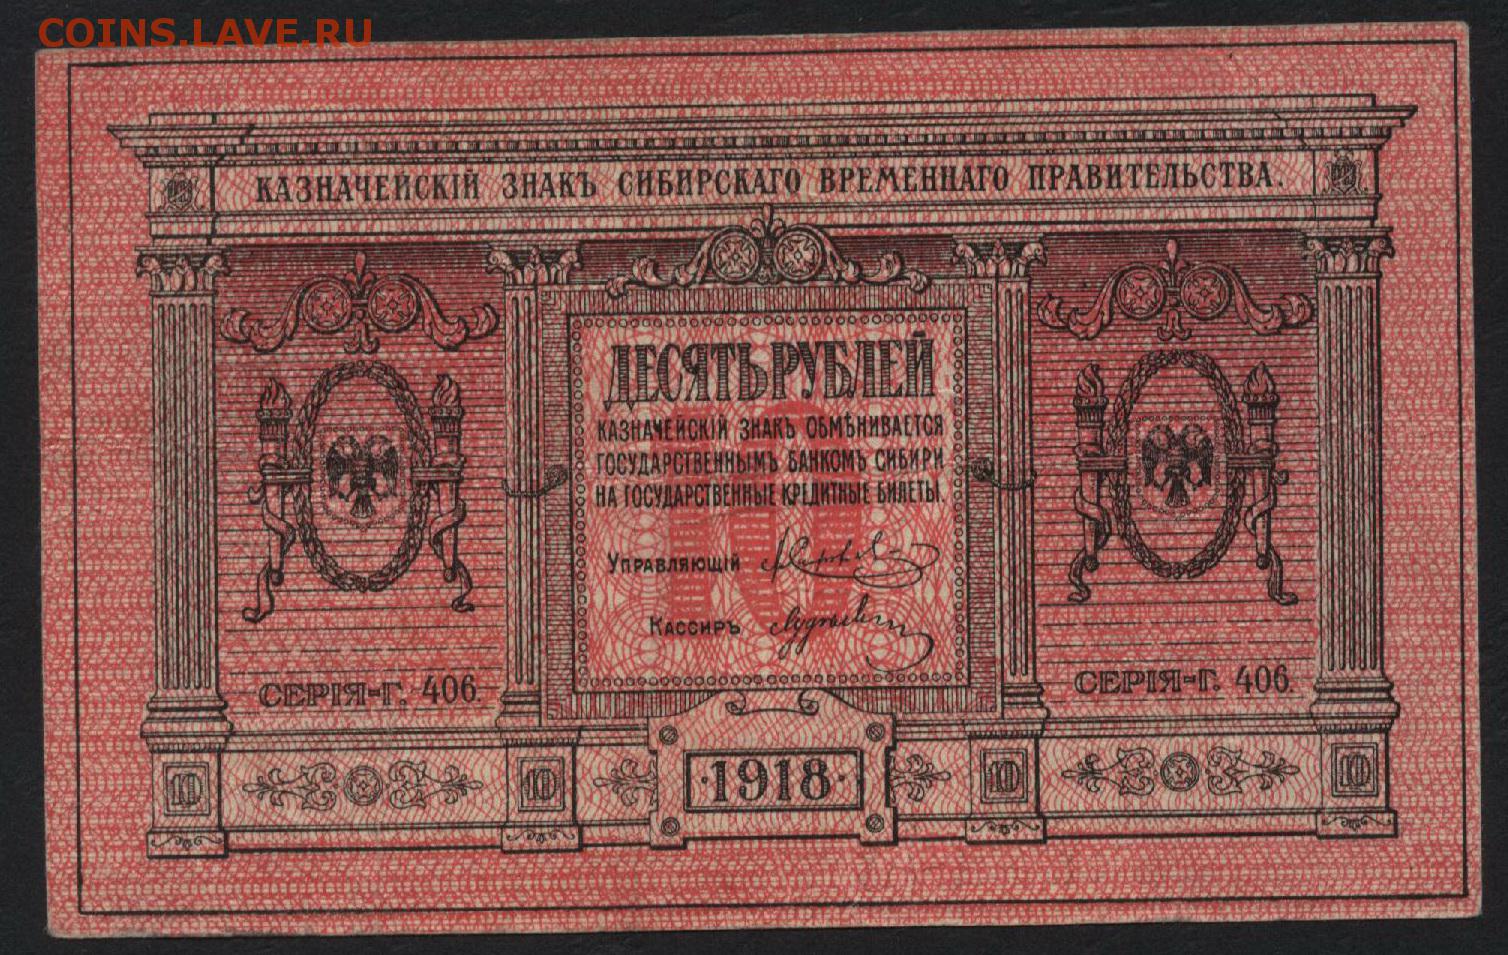 COINS.LAVE.RU
КАЗНАЧЕЙСКІЙ ЗНАКЪ СИБИРСКАГО ВРЕМЕННАГО ПРАВИТЕЛЬСТВА.
ДЕСЯТЬ РУБЛЕЙ
КАЗНАЧЕЙСКІЙ ЗНАКЪ ОБМѢНИВАЕТСЯ
ГОСУДАРСТВЕННЫМЪ БАНКОМЪ СИБИРИ
НА ГОСУДАРСТВЕННЫЕ КРЕДИТНЫЕ БИЛЕТЫ.
10
УПРАВЛЯЮЩІЙ
КАССИРЪ
СЕРІЯ-Г. 406.
СЕРІЯ-Г. 406.
10
10
·1918·
10
10